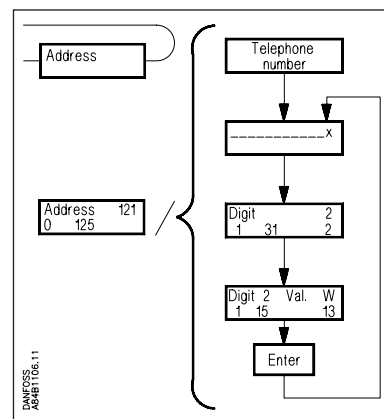 Address
Address 121
0 125
Telephone
number
___________x
Digit 2
1 31 2
Digit 2 Val. W
1 15 13
Enter
DANFOSS
A84B1106.11